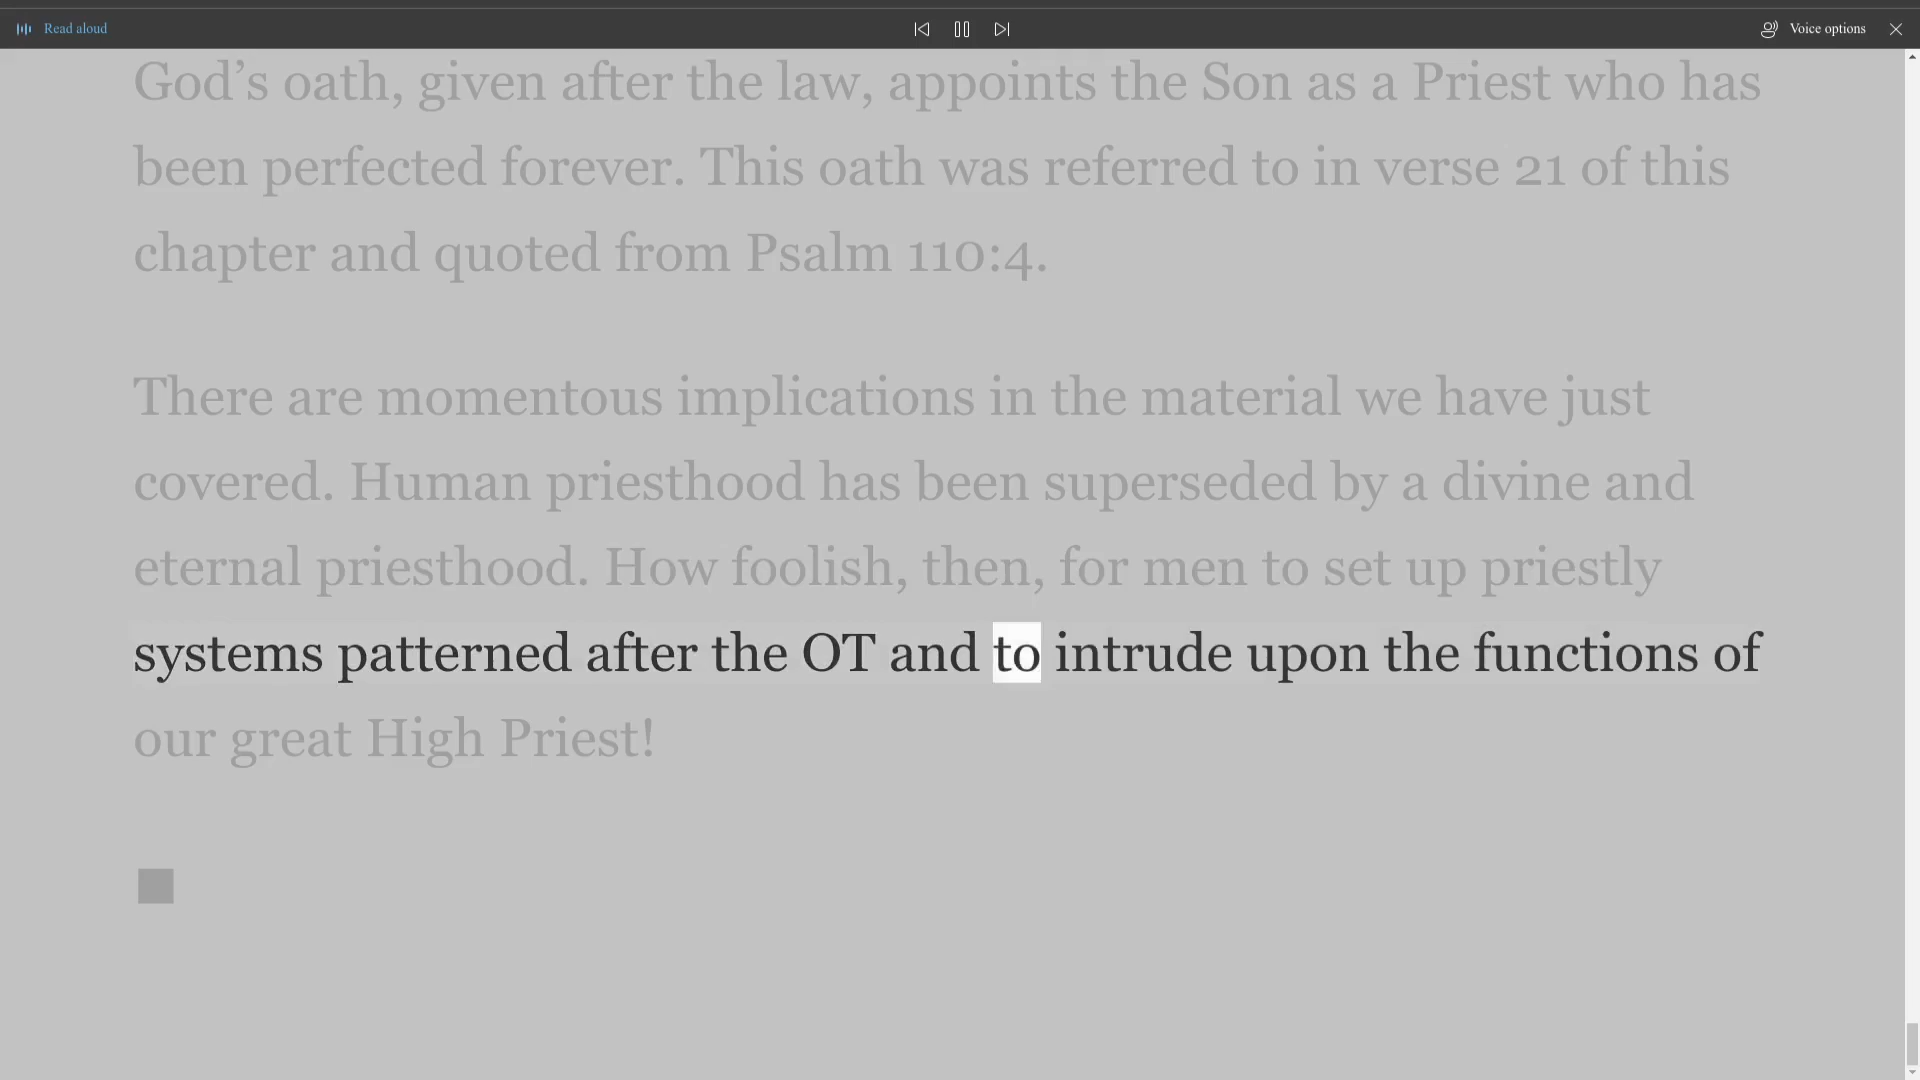 Read aloud
Voice options
God’s oath, given after the law, appoints the Son as a Priest who has
been perfected forever. This oath was referred to in verse 21 of this
chapter and quoted from Psalm 110:4.
There are momentous implications in the material we have just
covered. Human priesthood has been superseded by a divine and
eternal priesthood. How foolish, then, for men to set up priestly
systems patterned after the OT and to intrude upon the functions of
our great High Priest!